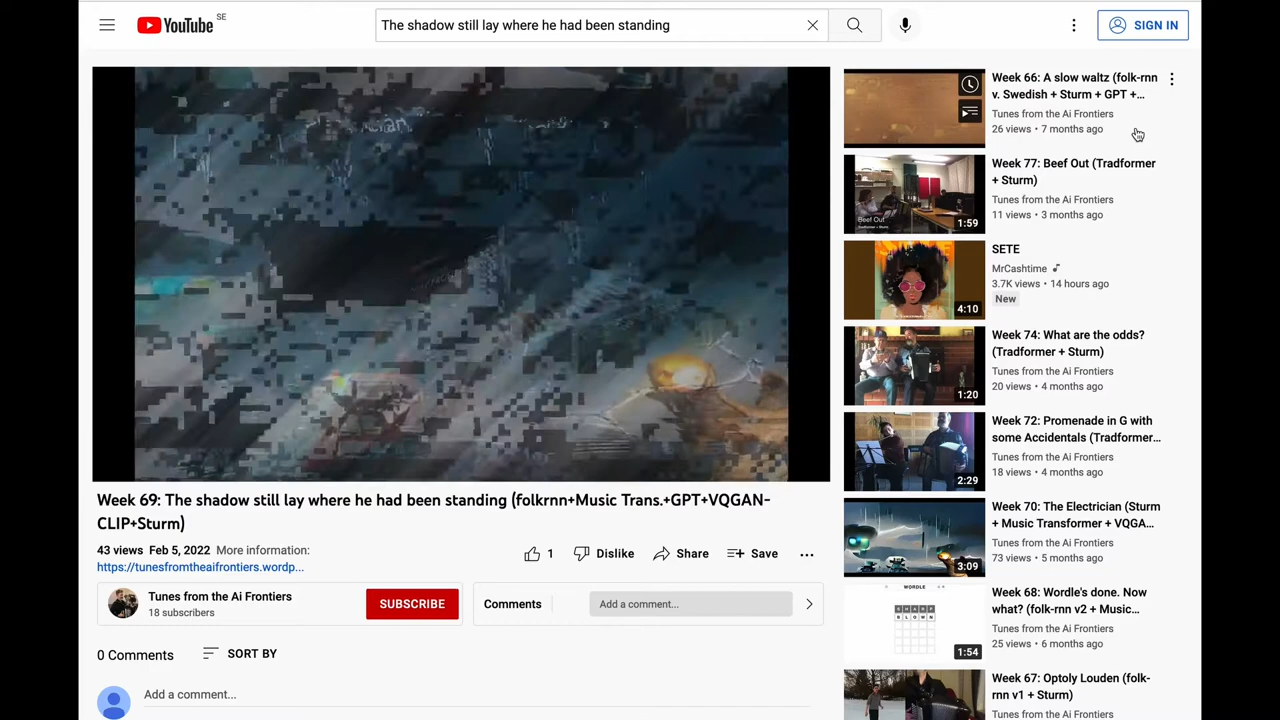 YouTube SE
The shadow still lay where he had been standing
SIGN IN
Week 69: The shadow still lay where he had been standing (folkrnn+Music Trans.+GPT+VQGAN-
CLIP+Sturm)
43 views Feb 5, 2022 More information:
https://tunesfromtheaifrontiers.wordp...
1 Dislike Share Save
Tunes from the Ai Frontiers
18 subscribers
SUBSCRIBE
Comments
Add a comment...
0 Comments
SORT BY
Add a comment...
Week 66: A slow waltz (folk-rnn
v. Swedish + Sturm + GPT +...
Tunes from the Ai Frontiers
26 views • 7 months ago
Beef Out
1:59
Week 77: Beef Out (Tradformer
+ Sturm)
Tunes from the Ai Frontiers
11 views • 3 months ago
4:10
SETE
MrCashtime
3.7K views • 14 hours ago
New
1:20
Week 74: What are the odds?
(Tradformer + Sturm)
Tunes from the Ai Frontiers
20 views • 4 months ago
2:29
Week 72: Promenade in G with
some Accidentals (Tradformer...
Tunes from the Ai Frontiers
18 views • 4 months ago
3:09
Week 70: The Electrician (Sturm
+ Music Transformer + VQGA...
Tunes from the Ai Frontiers
73 views • 5 months ago
WORDLE
1:54
Week 68: Wordle's done. Now
what? (folk-rnn v2 + Music...
Tunes from the Ai Frontiers
25 views • 6 months ago
Week 67: Optoly Louden (folk-
rnn v1 + Sturm)
Tunes from the Ai Frontiers